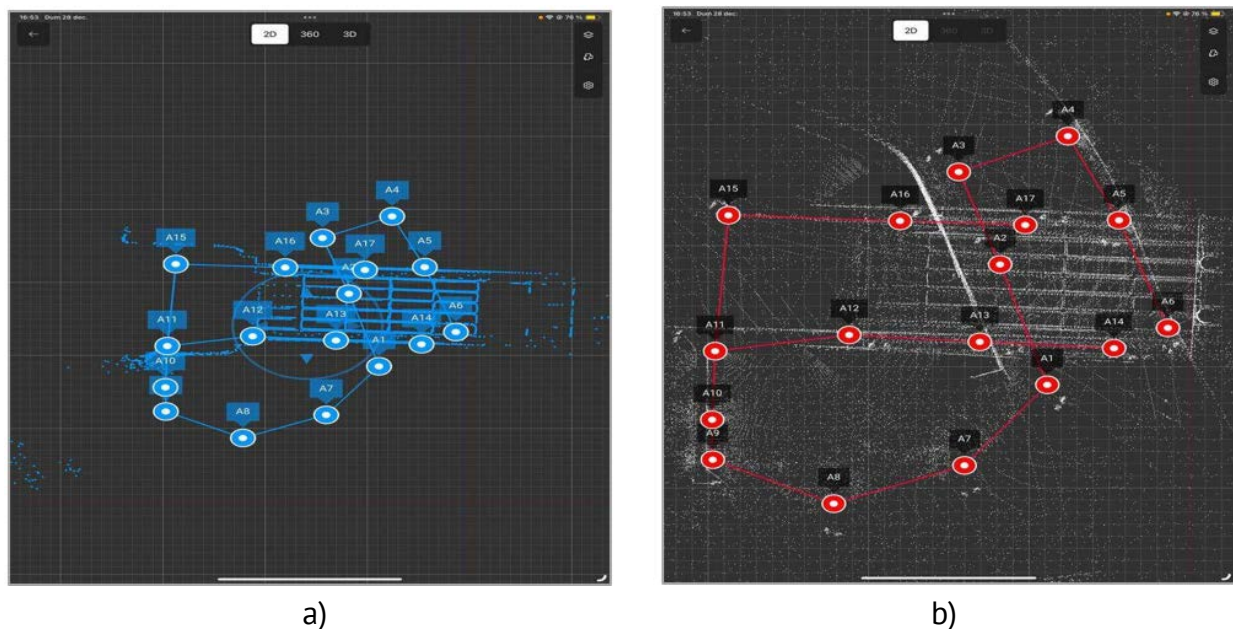 16:53 Dum 28 dec.
76 %
2D 360 3D
A4
A3
A15
A16
A17
A5
A2
A12
A6
A11
A13
A14
A1
A10
A7
A8
a)
16:53 Dum 28 dec.
76 %
2D 360 3D
A4
A3
A15
A5
A16
A17
A2
A12
A6
A11
A13
A14
A1
A10
A9
A7
A8
b)